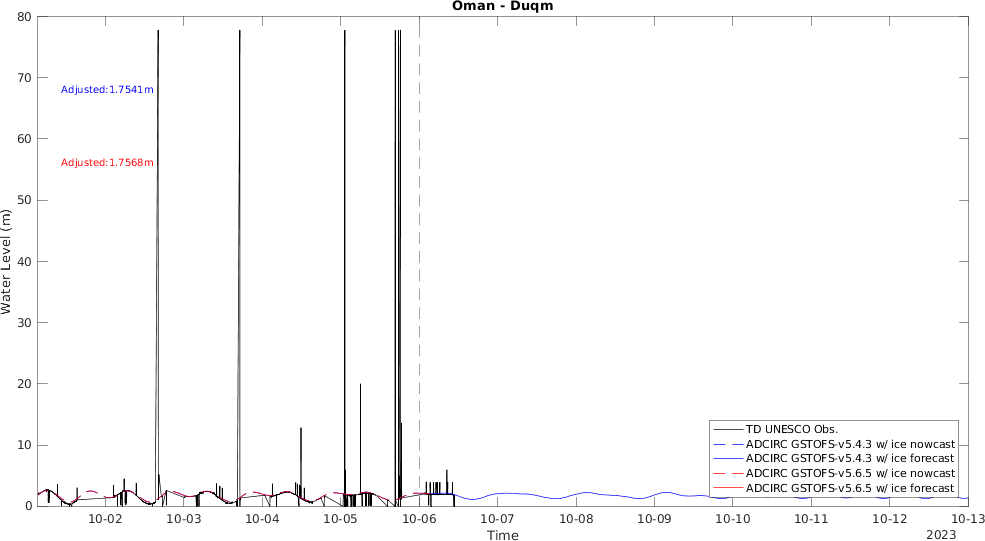 Oman - Duqm
80
70
60
50
40
30
20
10
0
Water Level (m)
Adjusted:1.7541m
Adjusted:1.7568m
TD UNESCO Obs.
ADCIRC GSTOFS-v5.4.3 w/ ice nowcast
ADCIRC GSTOFS-v5.4.3 w/ ice forecast
ADCIRC GSTOFS-v5.6.5 w/ ice nowcast
ADCIRC GSTOFS-v5.6.5 w/ ice forecast
10-02 10-03 10-04 10-05 10-06 10-07 10-08 10-09 10-10 10-11 10-12 10-13
Time
2023